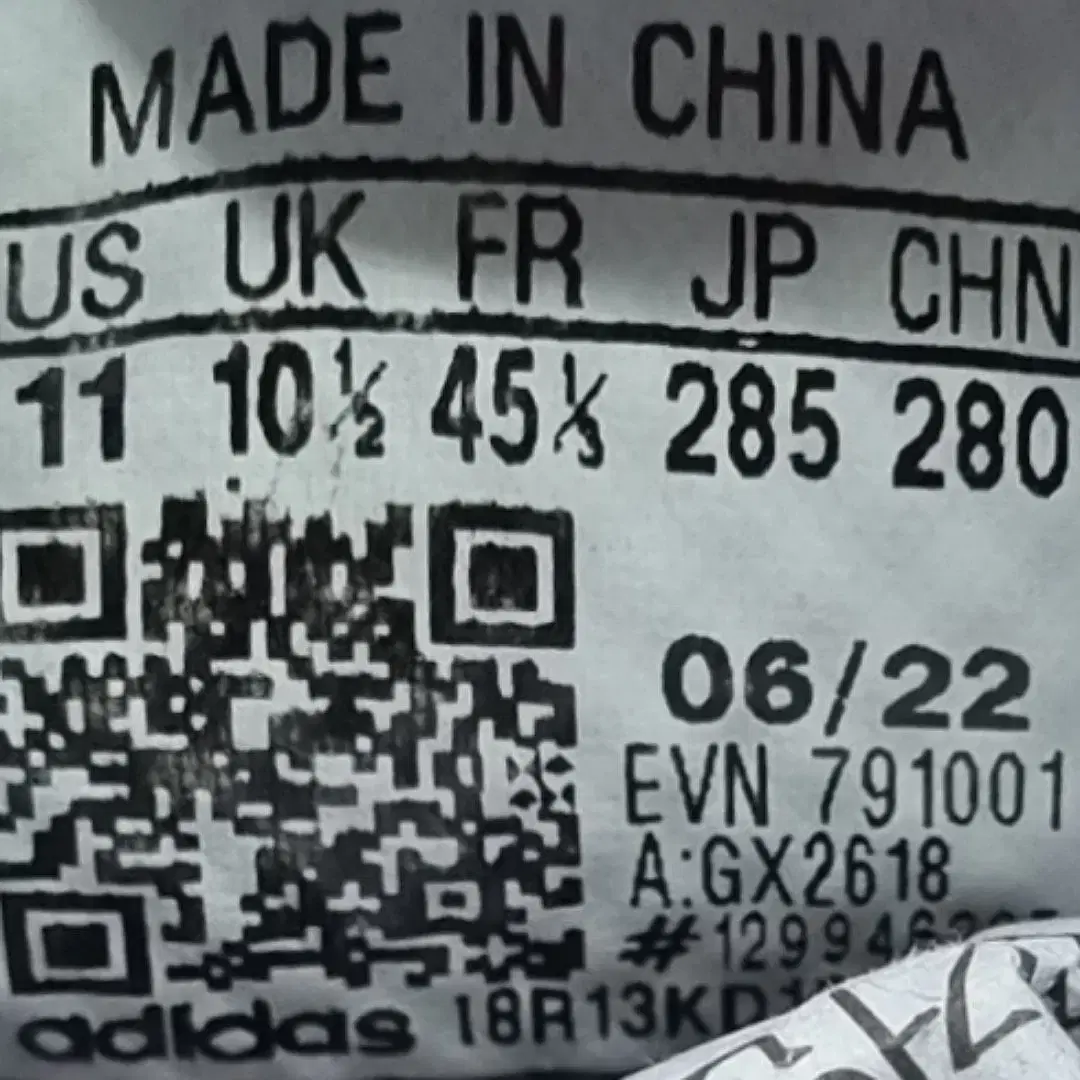 MADE IN CHINA
US UK FR JP CHN
11 10½ 45⅓ 285 280
06/22
EVN 791001
A:GX2618
adidas